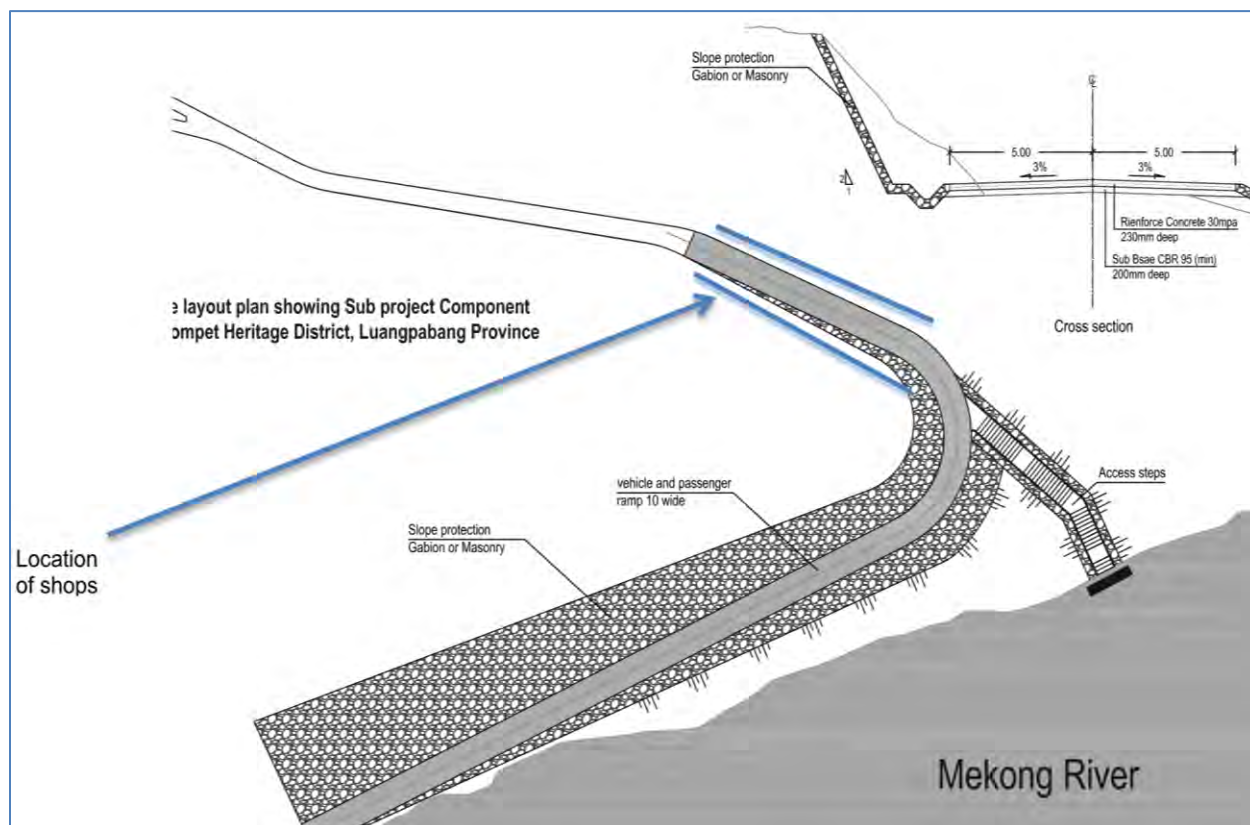 Slope protection
Gabion or Masonry
℄
5.00
5.00
3%
3%
2
1
Rienforce Concrete 30mpa
230mm deep
Sub Bsae CBR 95 (min)
200mm deep
Cross section
e layout plan showing Sub project Component
ompet Heritage District, Luangpabang Province
Location
of shops
vehicle and passenger
ramp 10 wide
Access steps
Slope protection
Gabion or Masonry
Mekong River